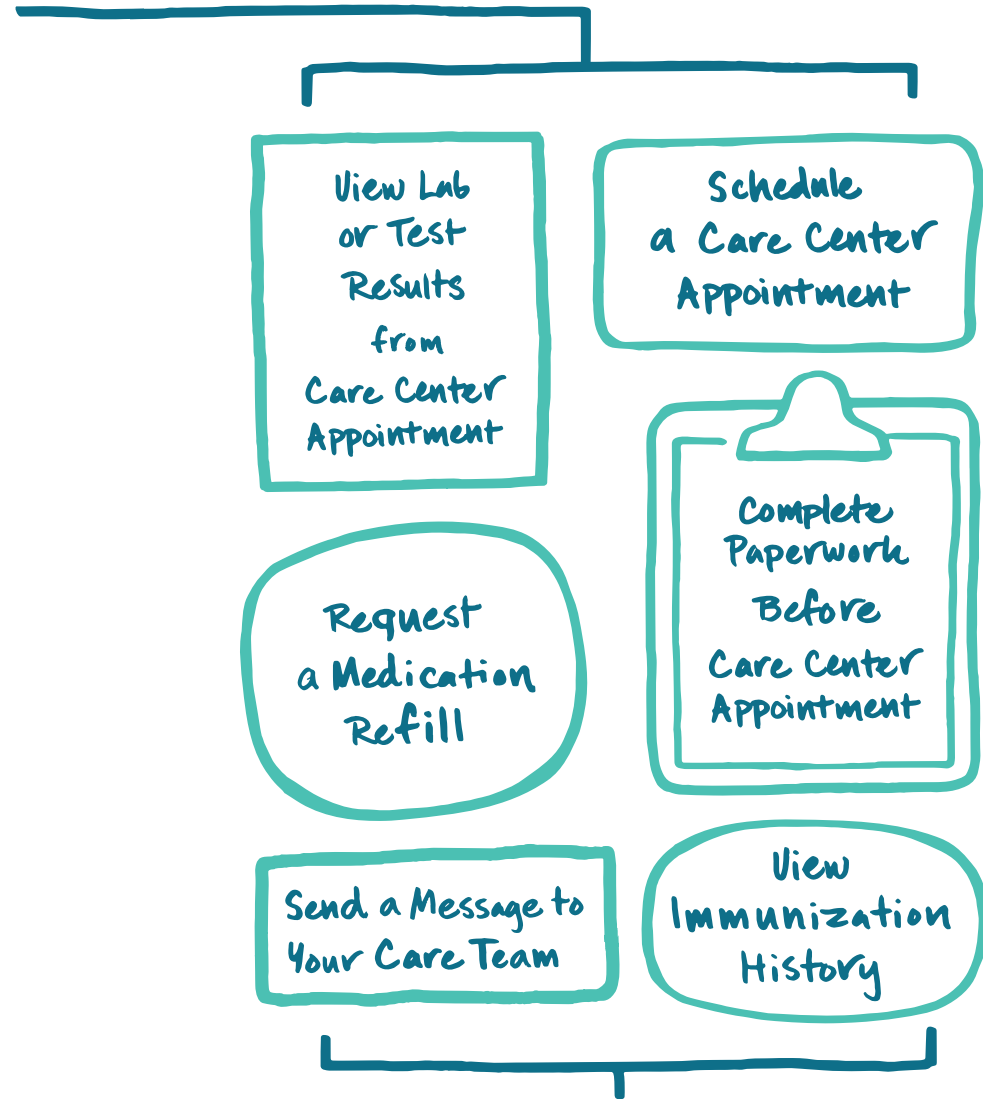 View Lab
or Test
Results
from
Care Center
Appointment
Schedule
a Care Center
Appointment
Complete
Paperwork
Before
Care Center
Appointment
Request
a Medication
Refill
Send a Message to
Your Care Team
View
Immunization
History